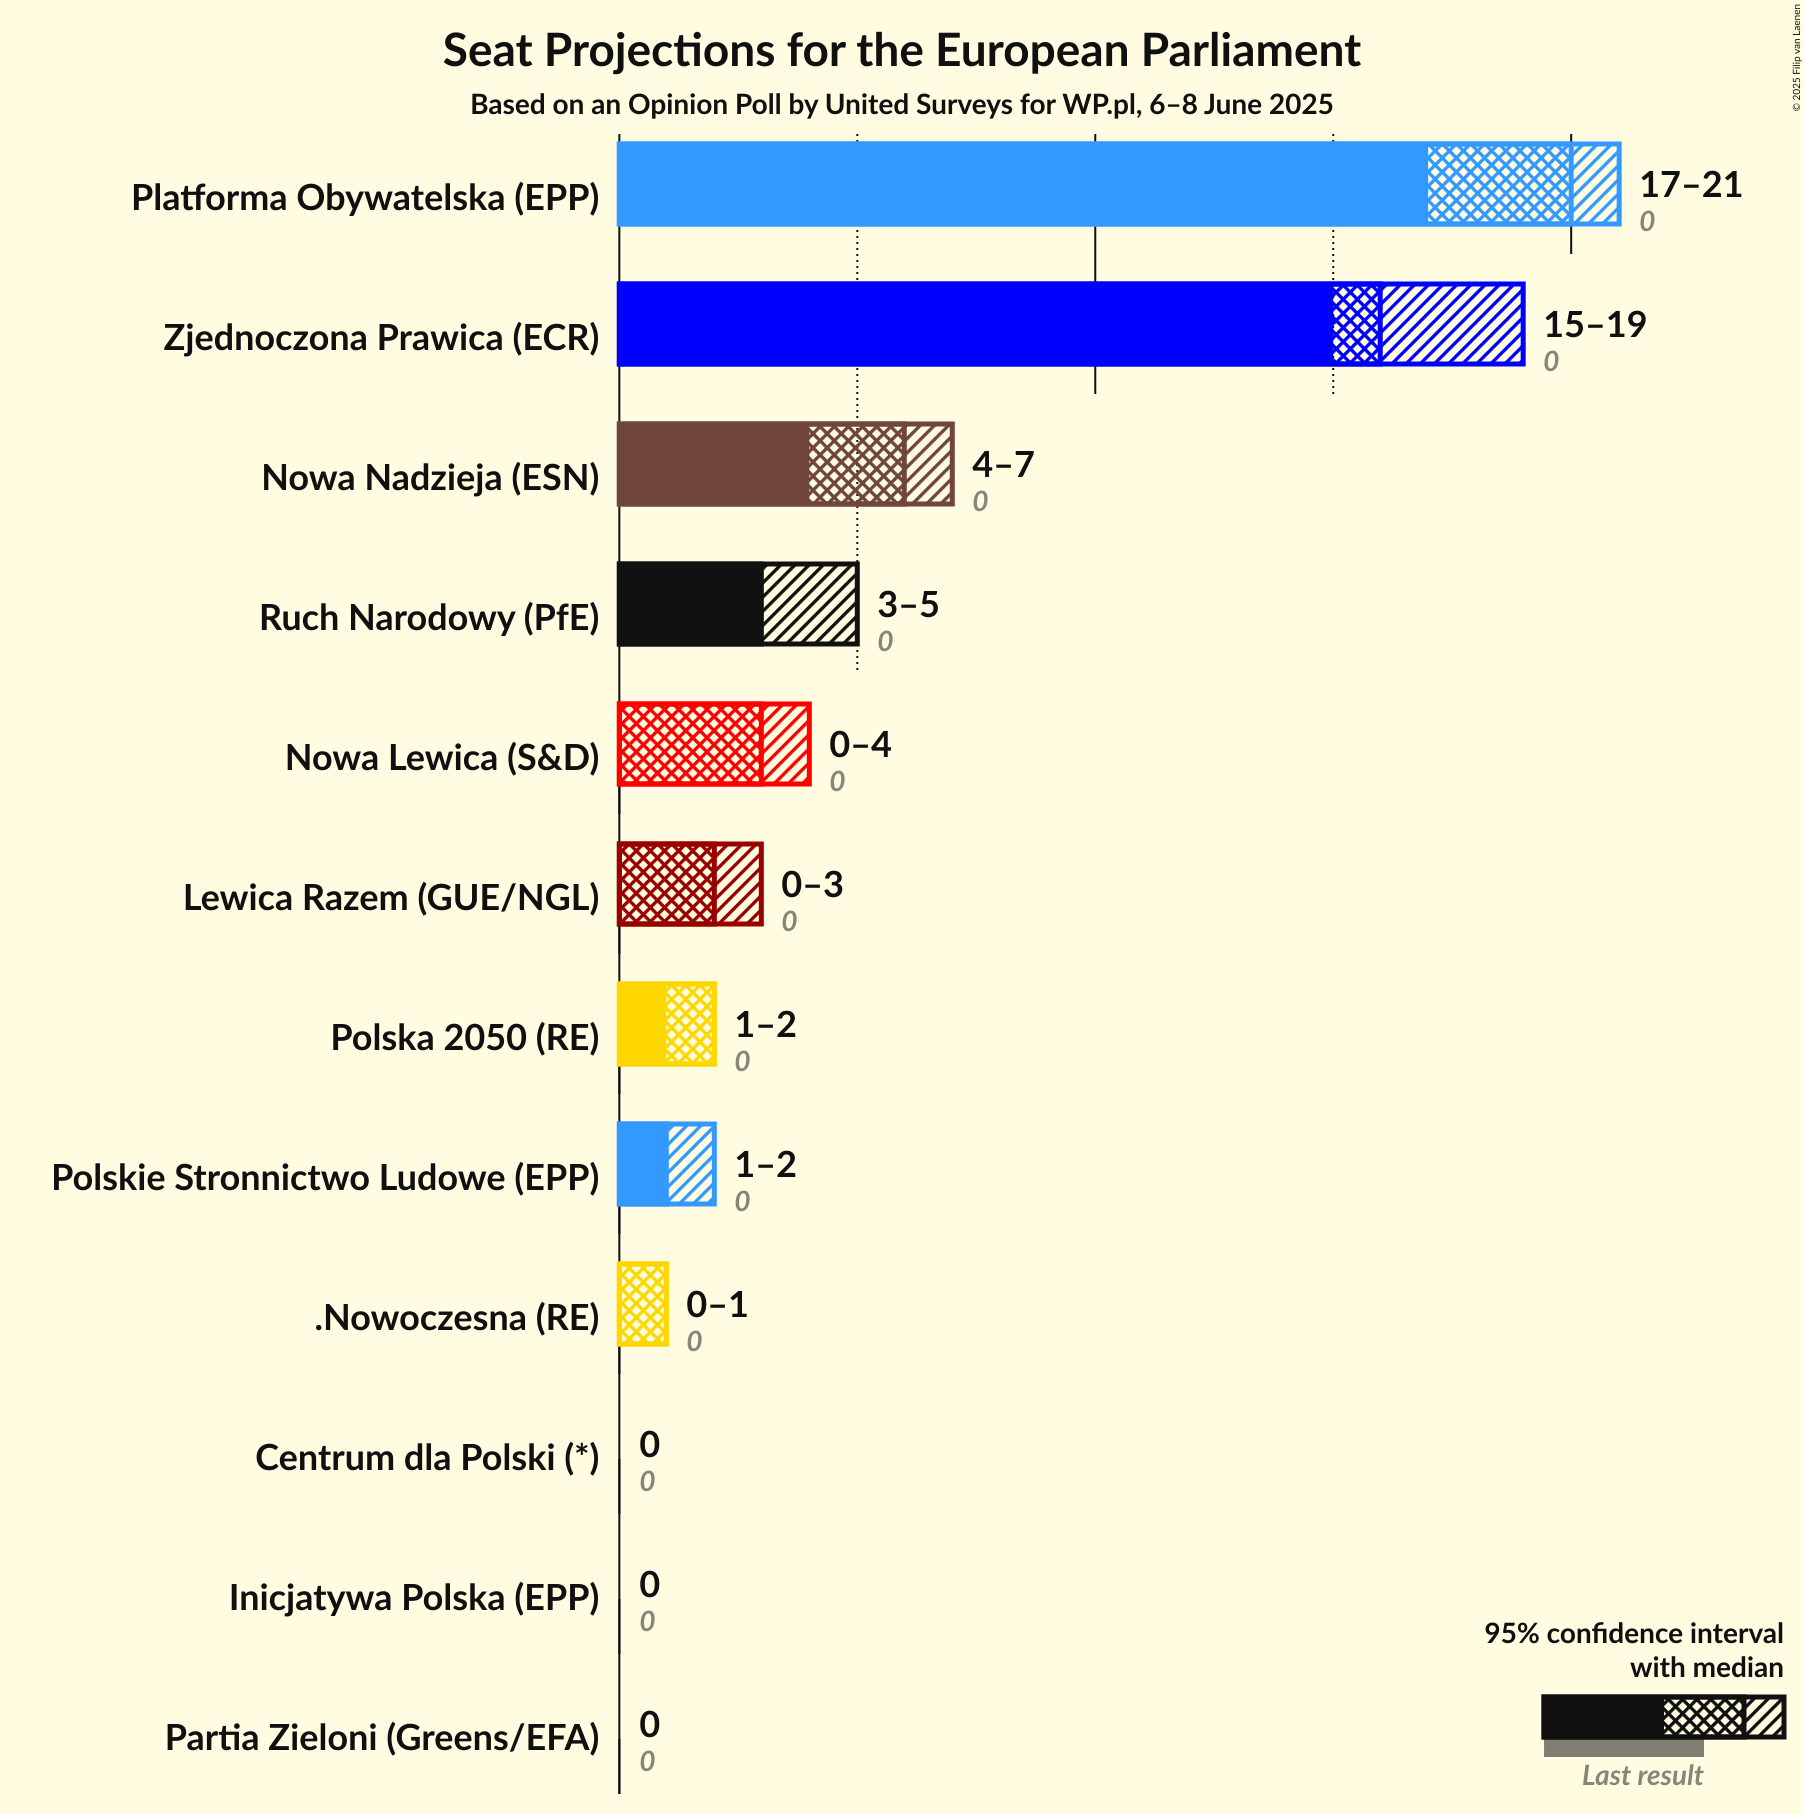 Seat Projections for the European Parliament
Based on an Opinion Poll by United Surveys for WP.pl, 6–8 June 2025
© 2025 Filip van Laenen
Platforma Obywatelska (EPP)
17–21
0
Zjednoczona Prawica (ECR)
15–19
0
Nowa Nadzieja (ESN)
4–7
0
Ruch Narodowy (PfE)
3–5
0
Nowa Lewica (S&D)
0–4
0
Lewica Razem (GUE/NGL)
0–3
0
Polska 2050 (RE)
1–2
0
Polskie Stronnictwo Ludowe (EPP)
1–2
0
.Nowoczesna (RE)
0–1
0
Centrum dla Polski (*)
0
0
Inicjatywa Polska (EPP)
0
0
Partia Zieloni (Greens/EFA)
0
0
95% confidence interval
with median
Last result